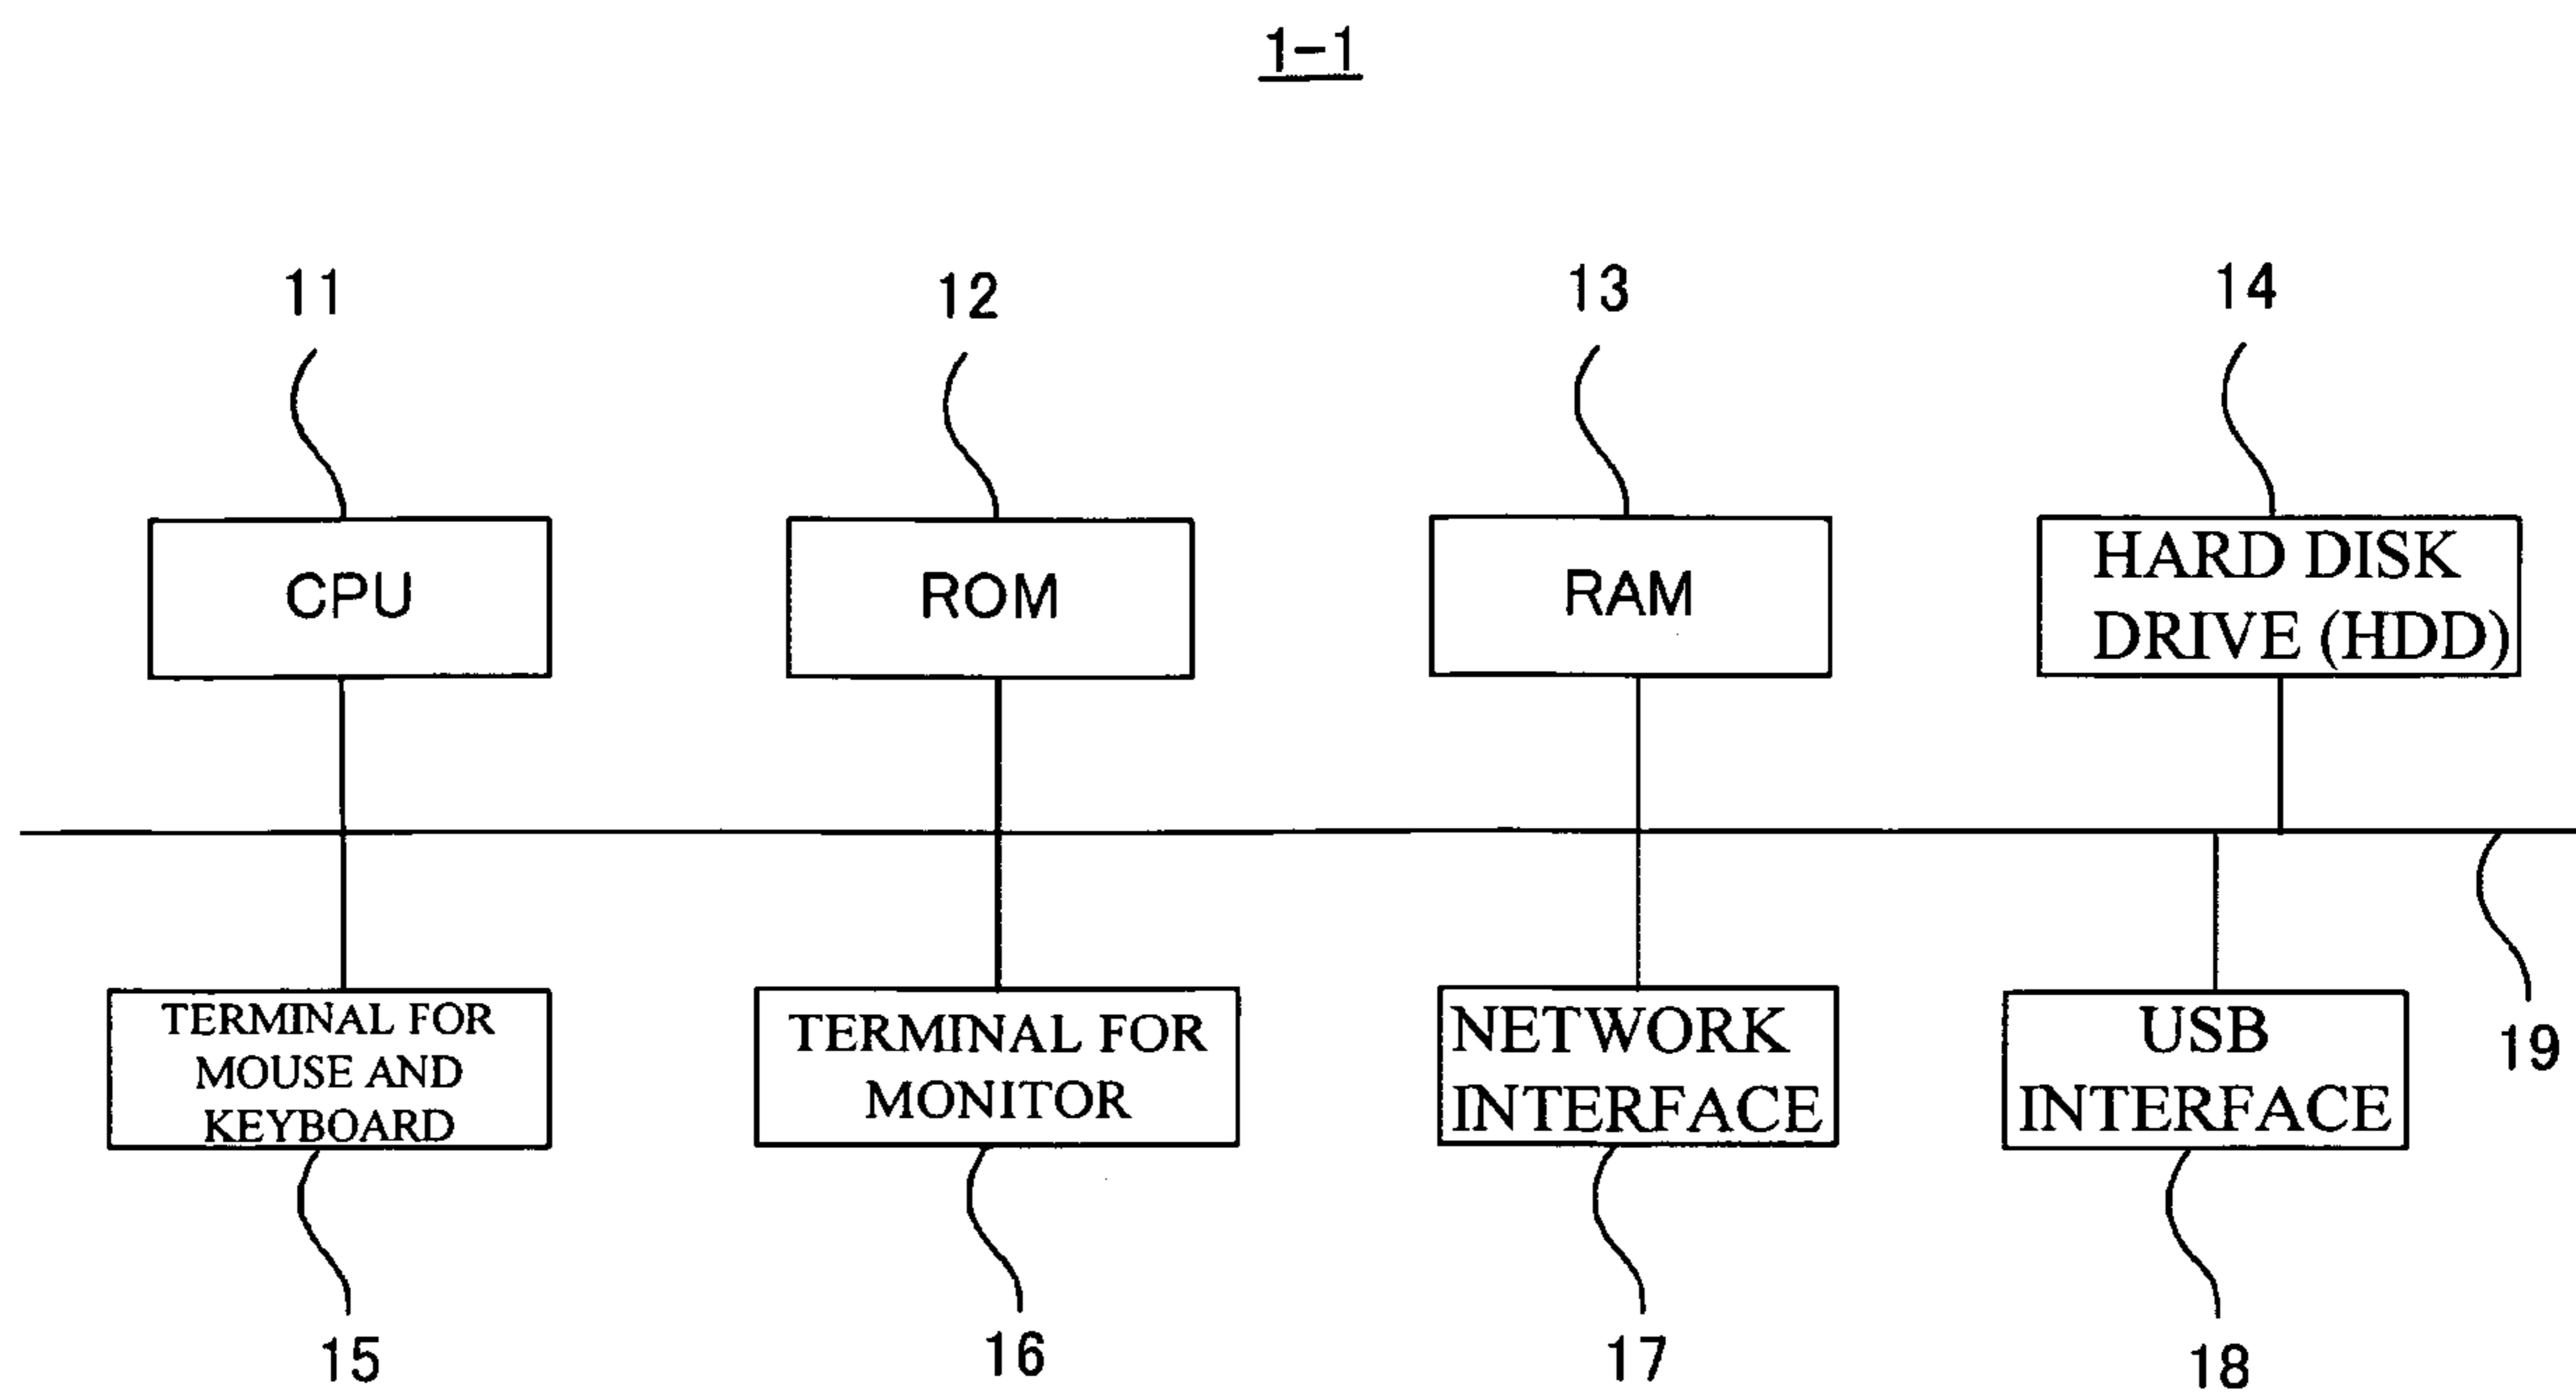 1-1
11
12
13
14
CPU
ROM
RAM
HARD DISK
DRIVE (HDD)
TERMINAL FOR
MOUSE AND
KEYBOARD
TERMINAL FOR
MONITOR
NETWORK
INTERFACE
USB
INTERFACE
19
15
16
17
18